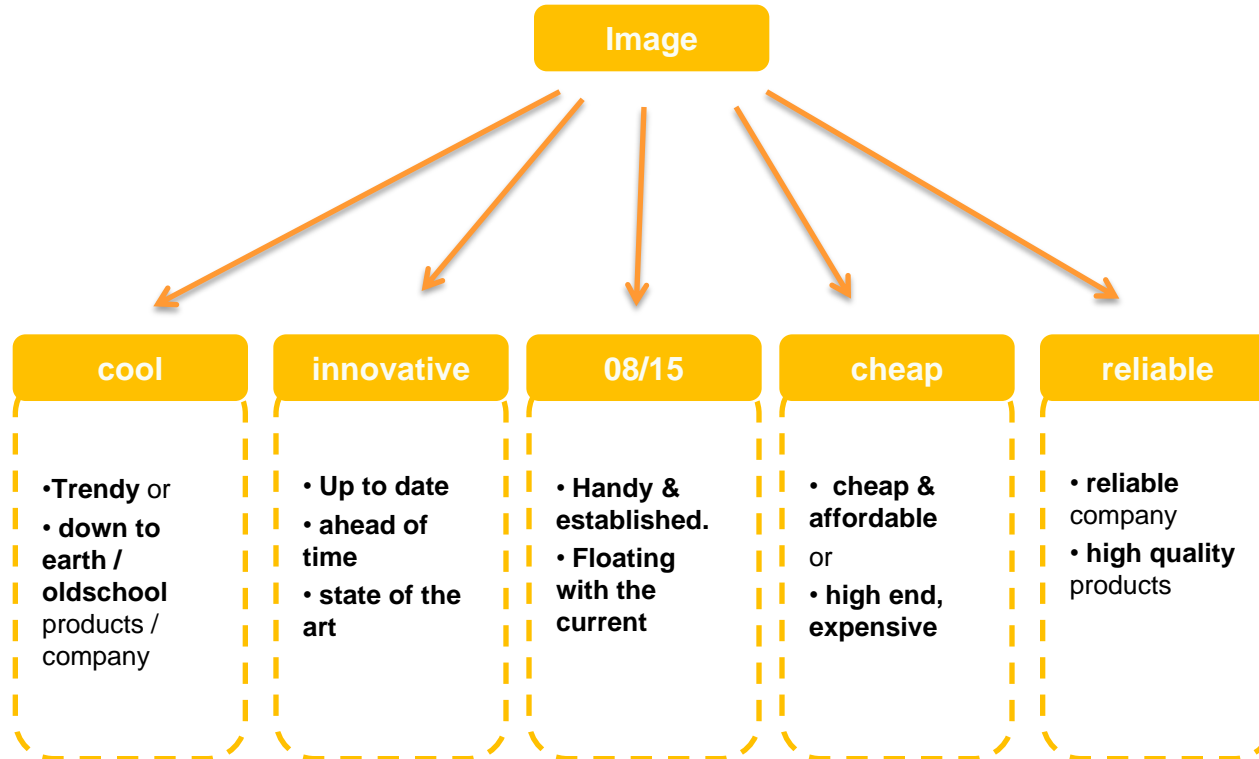 Image
cool
•Trendy or
• down to
earth /
oldschool
products /
company
innovative
• Up to date
• ahead of
time
• state of the
art
08/15
• Handy &
established.
• Floating
with the
current
cheap
• cheap &
affordable
or
• high end,
expensive
reliable
• reliable
company
• high quality
products